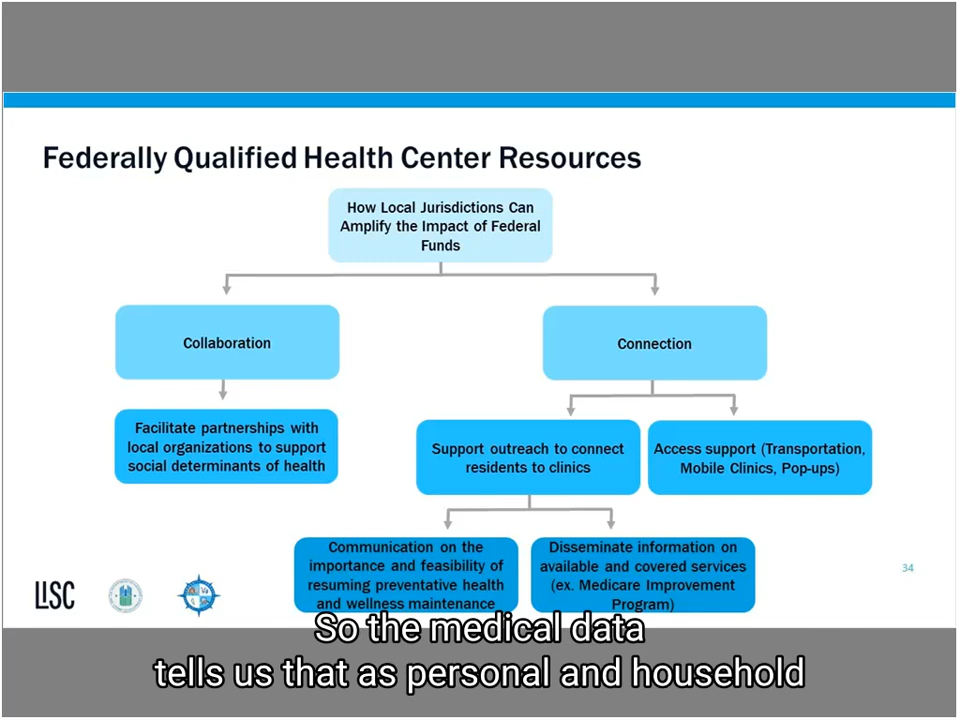 Federally Qualified Health Center Resources
How Local Jurisdictions Can
Amplify the Impact of Federal
Funds
Collaboration
Connection
Facilitate partnerships with
local organizations to support
social determinants of health
Support outreach to connect
residents to clinics
Access support (Transportation,
Mobile Clinics, Pop-ups)
Communication on the
importance and feasibility of
resuming preventative health
and wellness maintenance
Disseminate information on
available and covered services
(ex. Medicare Improvement
Program)
34
LISC
So the medical data
tells us that as personal and household